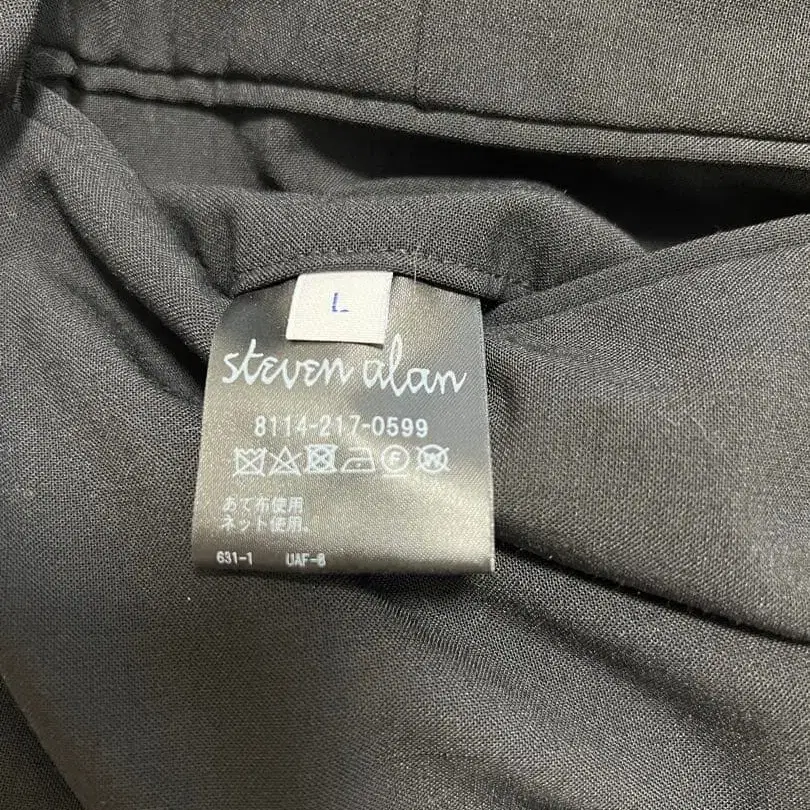 L
steven alan
8114-217-0599
F W
あて布使用
ネット使用。
631-1 UAF-8